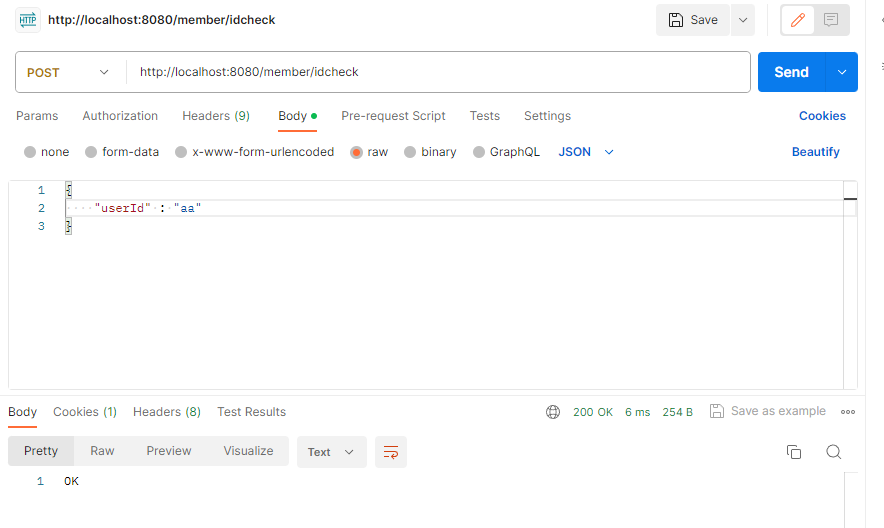 HTTP http://localhost:8080/member/idcheck Save
POST http://localhost:8080/member/idcheck Send
Params Authorization Headers (9) Body Pre-request Script Tests Settings Cookies
none form-data x-www-form-urlencoded raw binary GraphQL JSON Beautify
1 {
2 "userId" : "aa"
3 }
Body Cookies (1) Headers (8) Test Results 200 OK 6 ms 254 B Save as example
Pretty Raw Preview Visualize Text
1 OK